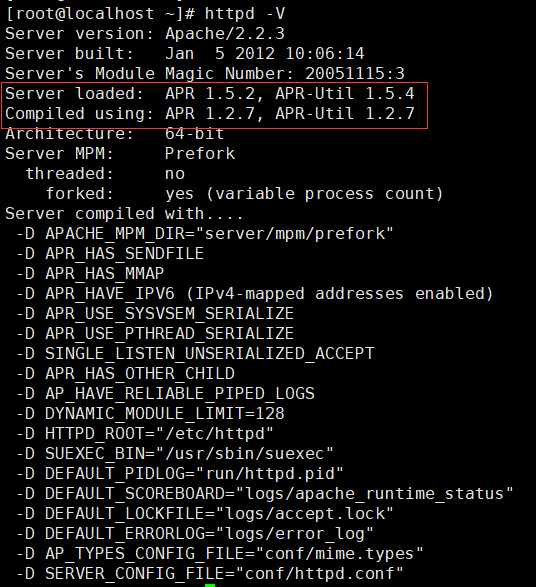 [root@localhost ~]# httpd -V
Server version: Apache/2.2.3
Server built:   Jan  5 2012 10:06:14
Server's Module Magic Number: 20051115:3
Server loaded:  APR 1.5.2, APR-Util 1.5.4
Compiled using: APR 1.2.7, APR-Util 1.2.7
Architecture:   64-bit
Server MPM:     Prefork
  threaded:     no
    forked:     yes (variable process count)
Server compiled with....
 -D APACHE_MPM_DIR="server/mpm/prefork"
 -D APR_HAS_SENDFILE
 -D APR_HAS_MMAP
 -D APR_HAVE_IPV6 (IPv4-mapped addresses enabled)
 -D APR_USE_SYSVSEM_SERIALIZE
 -D APR_USE_PTHREAD_SERIALIZE
 -D SINGLE_LISTEN_UNSERIALIZED_ACCEPT
 -D APR_HAS_OTHER_CHILD
 -D AP_HAVE_RELIABLE_PIPED_LOGS
 -D DYNAMIC_MODULE_LIMIT=128
 -D HTTPD_ROOT="/etc/httpd"
 -D SUEXEC_BIN="/usr/sbin/suexec"
 -D DEFAULT_PIDLOG="run/httpd.pid"
 -D DEFAULT_SCOREBOARD="logs/apache_runtime_status"
 -D DEFAULT_LOCKFILE="logs/accept.lock"
 -D DEFAULT_ERRORLOG="logs/error_log"
 -D AP_TYPES_CONFIG_FILE="conf/mime.types"
 -D SERVER_CONFIG_FILE="conf/httpd.conf"